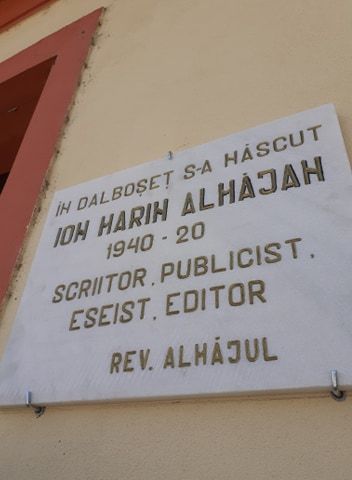 ÎN DALBOȘEȚ S-A NĂSCUT
ION MARIN ALMĂJAN
1940 - 20
SCRIITOR, PUBLICIST,
ESEIST, EDITOR
REV. ALMĂJUL